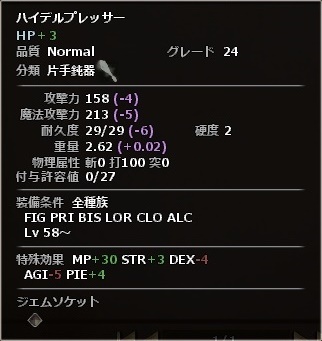 ハイデルプレッサー
HP+ 3
品質 Normal グレード 24
分類 片手鈍器
攻撃力 158 (-4)
魔法攻撃力 213 (-5)
耐久度 29/29 (-6) 硬度 2
重量 2.62 (+0.02)
物理属性 斬0 打100 突0
付与許容値 0/27
装備条件 全種族
FIG PRI BIS LOR CLO ALC
Lv 58～
特殊効果 MP+30 STR+3 DEX-4
AGI-5 PIE+4
ジェムソケット